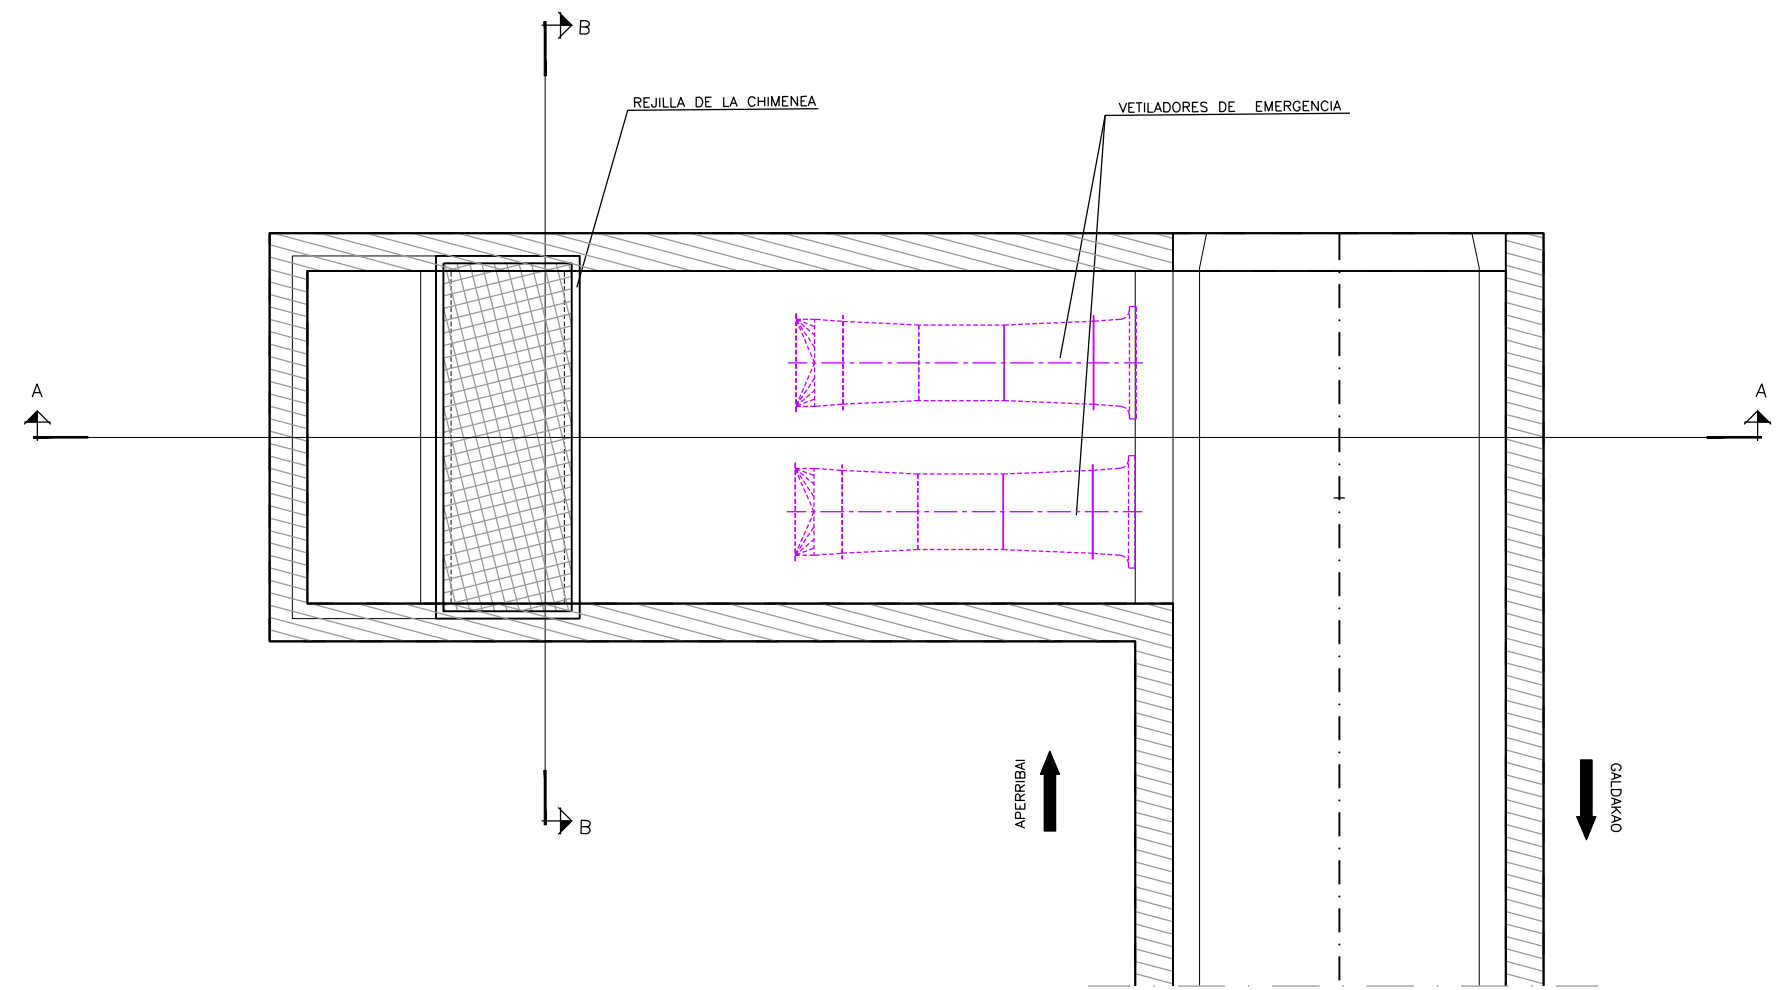 B
REJILLA DE LA CHIMENEA
VETILADORES DE EMERGENCIA
A
A
APERRIBAI
GALDAKAO
B